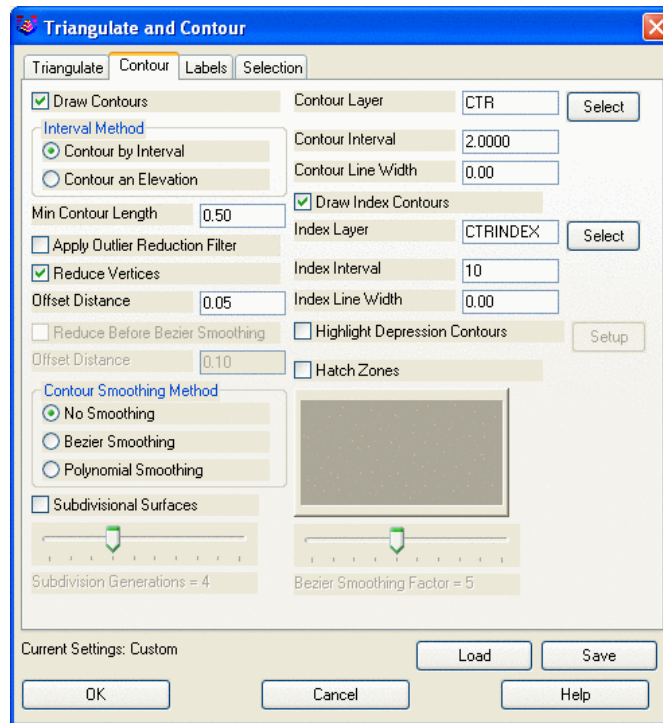 Triangulate and Contour
Triangulate Contour Labels Selection
Draw Contours
Interval Method
Contour by Interval
Contour an Elevation
Min Contour Length 0.50
Apply Outlier Reduction Filter
Reduce Vertices
Offset Distance 0.05
Reduce Before Bezier Smoothing
Offset Distance 0.10
Contour Smoothing Method
No Smoothing
Bezier Smoothing
Polynomial Smoothing
Subdivisional Surfaces
Subdivision Generations = 4
Contour Layer CTR Select
Contour Interval 2.0000
Contour Line Width 0.00
Draw Index Contours
Index Layer CTRINDEX Select
Index Interval 10
Index Line Width 0.00
Highlight Depression Contours Setup
Hatch Zones
Bezier Smoothing Factor = 5
Current Settings: Custom
Load Save
OK Cancel Help